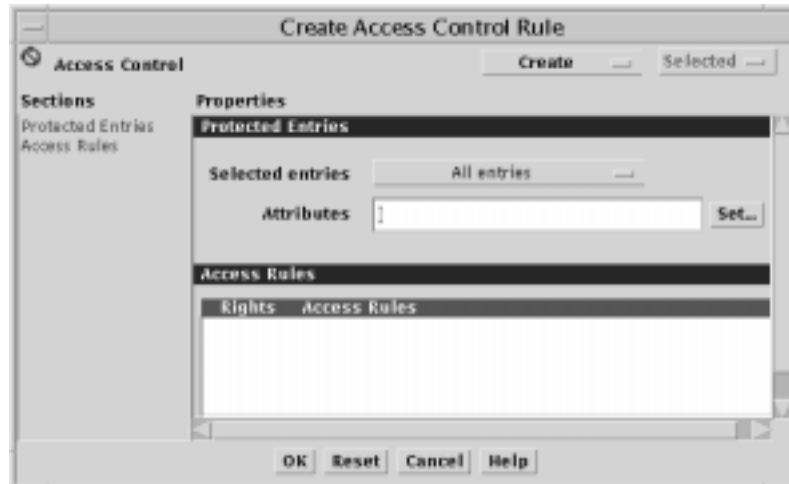 Create Access Control Rule
Access Control
Create
Selected
Sections
Properties
Protected Entries
Access Rules
Protected Entries
Selected entries
All entries
Attributes
Set...
Access Rules
Rights Access Rules
OK Reset Cancel Help